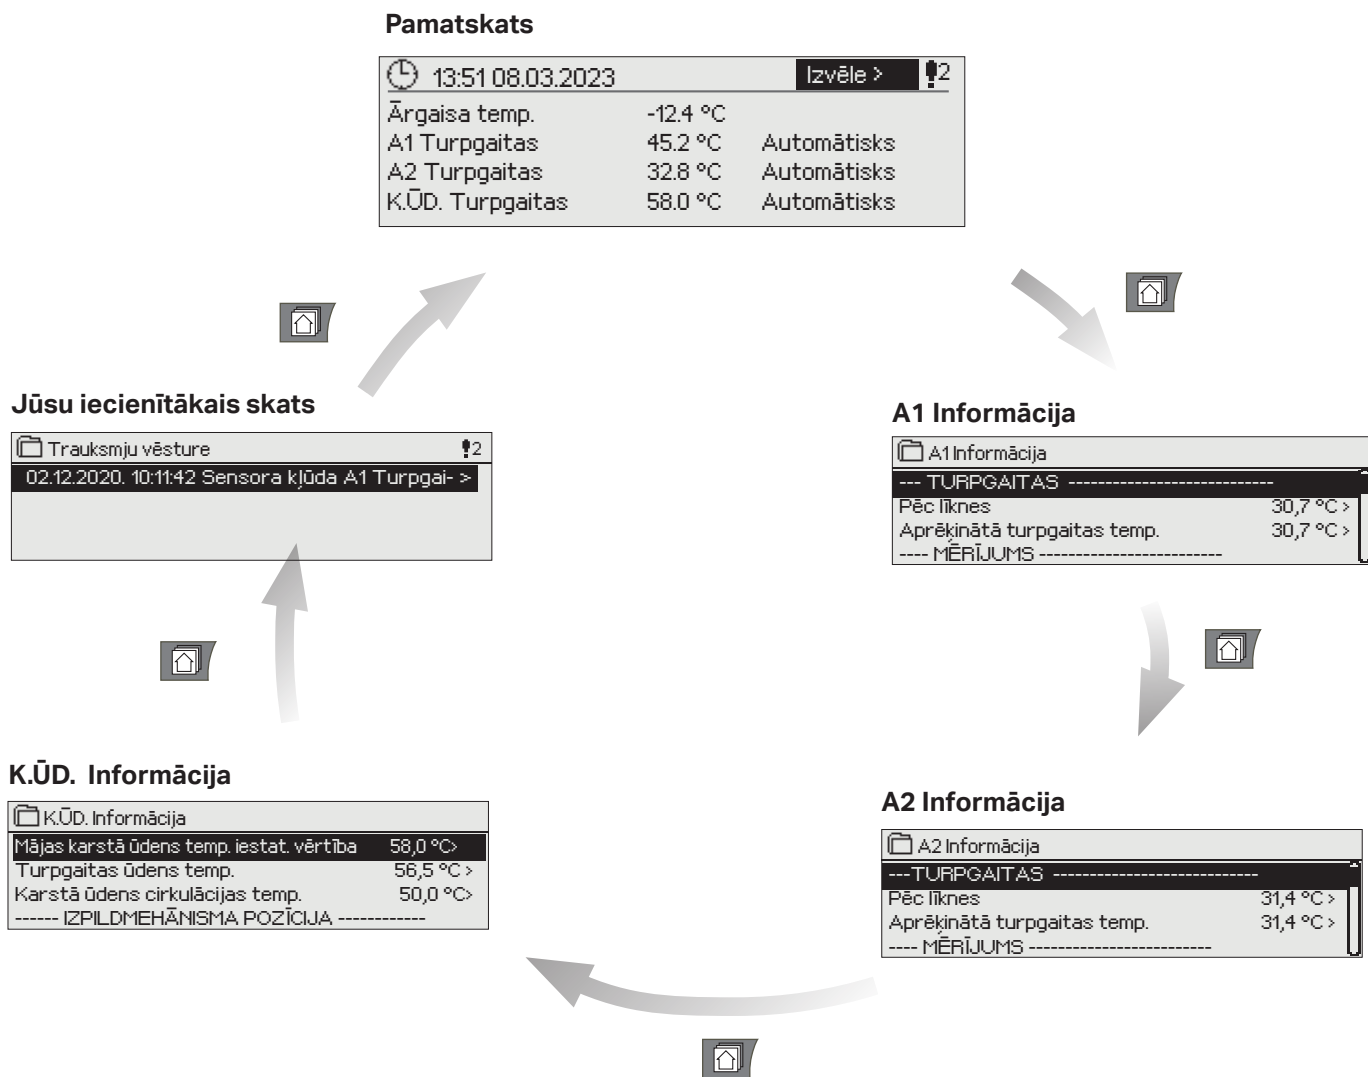 Pamatskats
13:51 08.03.2023 Izvēle > 2
Ārgaisa temp. -12.4 °C
A1 Turpgaitas 45.2 °C Automātisks
A2 Turpgaitas 32.8 °C Automātisks
K.ŪD. Turpgaitas 58.0 °C Automātisks
Jūsu iecienītākais skats
Trauksmju vēsture 2
02.12.2020. 10:11:42 Sensora kļūda A1 Turpgai- >
A1 Informācija
A1 Informācija
--- TURPGAITAS ----------------------------
Pēc līknes 30,7 °C >
Aprēķinātā turpgaitas temp. 30,7 °C >
---- MĒRĪJUMS -------------------------
K.ŪD. Informācija
K.ŪD. Informācija
Mājas karstā ūdens temp. iestat. vērtība 58,0 °C>
Turpgaitas ūdens temp. 56,5 °C >
Karstā ūdens cirkulācijas temp. 50,0 °C>
------ IZPILDMEHĀNISMA POZĪCIJA ------------
A2 Informācija
A2 Informācija
---TURPGAITAS ----------------------------
Pēc līknes 31,4 °C >
Aprēķinātā turpgaitas temp. 31,4 °C >
---- MĒRĪJUMS -------------------------